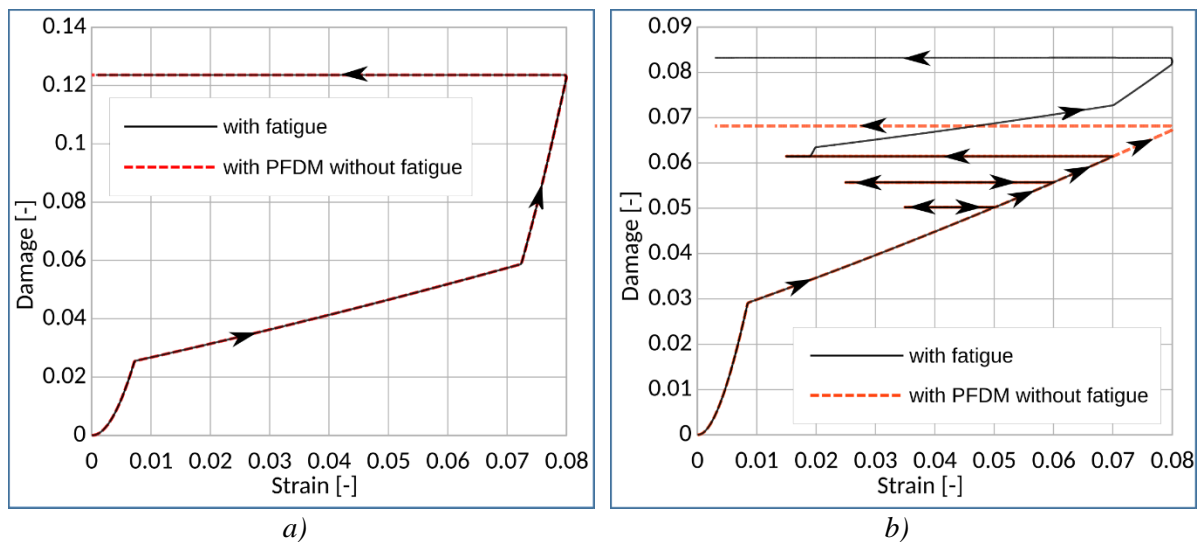 0.14
0.12
0.1
0.08
0.06
0.04
0.02
0
Damage [-]
with fatigue
with PFDM without fatigue
0 0.01 0.02 0.03 0.04 0.05 0.06 0.07 0.08
Strain [-]
a)
0.09
0.08
0.07
0.06
0.05
0.04
0.03
0.02
0.01
0
Damage [-]
with fatigue
with PFDM without fatigue
0 0.01 0.02 0.03 0.04 0.05 0.06 0.07 0.08
Strain [-]
b)